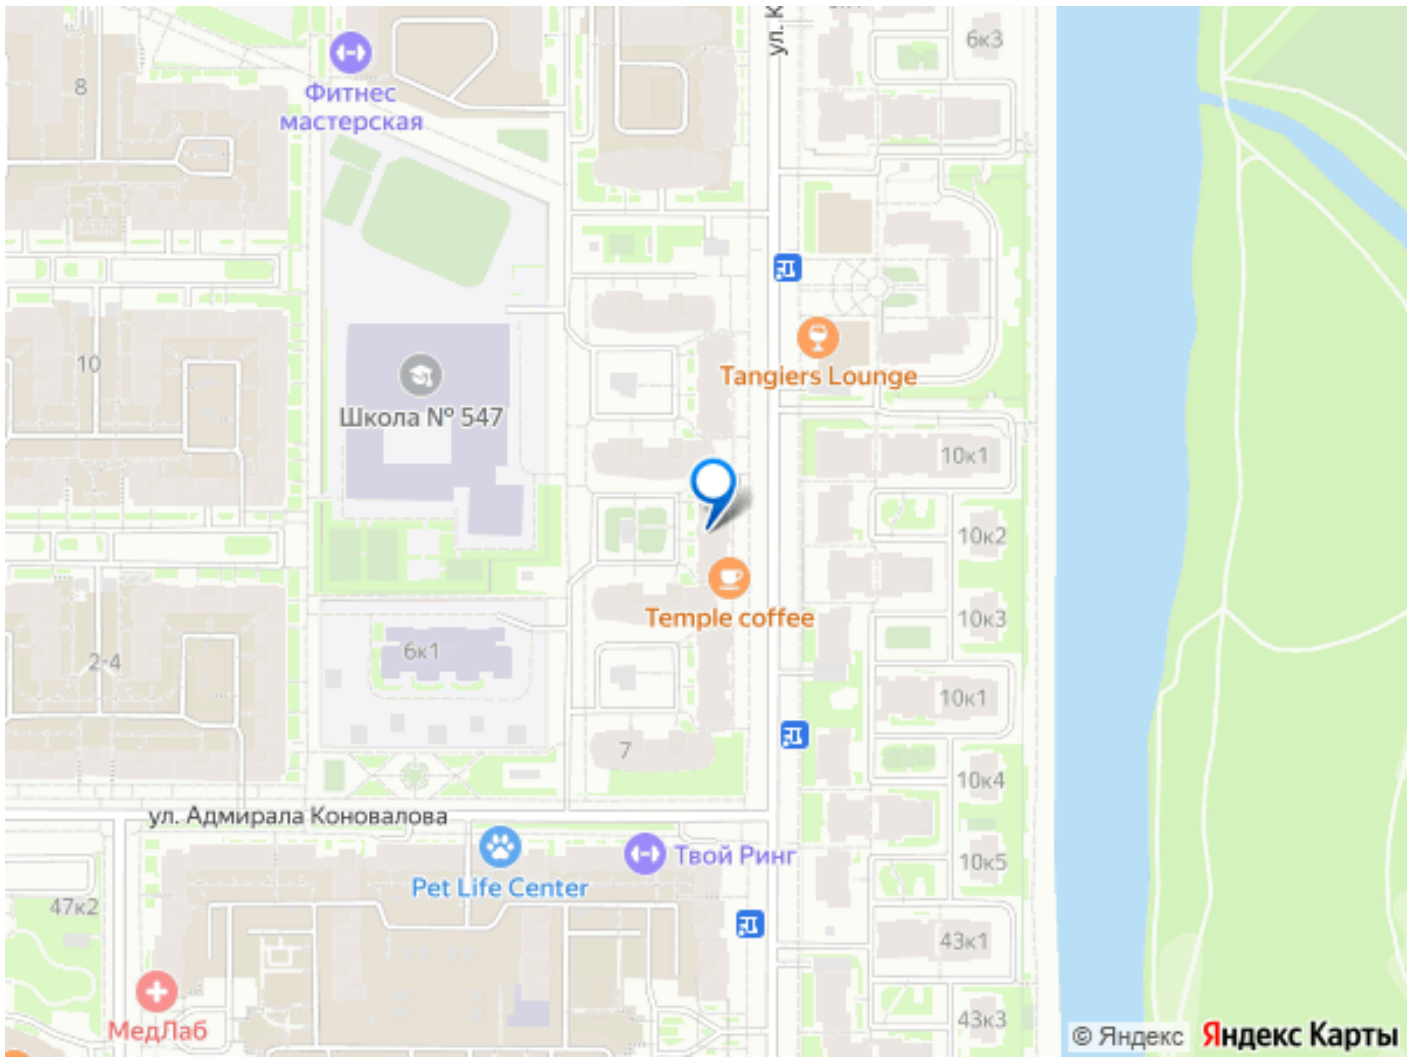 ул. К
6к3
8
Фитнес
мастерская
Tangiers Lounge
10
Школа № 547
10к1
10к2
Temple coffee
10к3
6к1
2-4
10к1
7
10к4
ул. Адмирала Коновалова
Твой Ринг
10к5
Pet Life Center
47к2
43к1
МедЛаб
43к3
© Яндекс Яндекс Карты